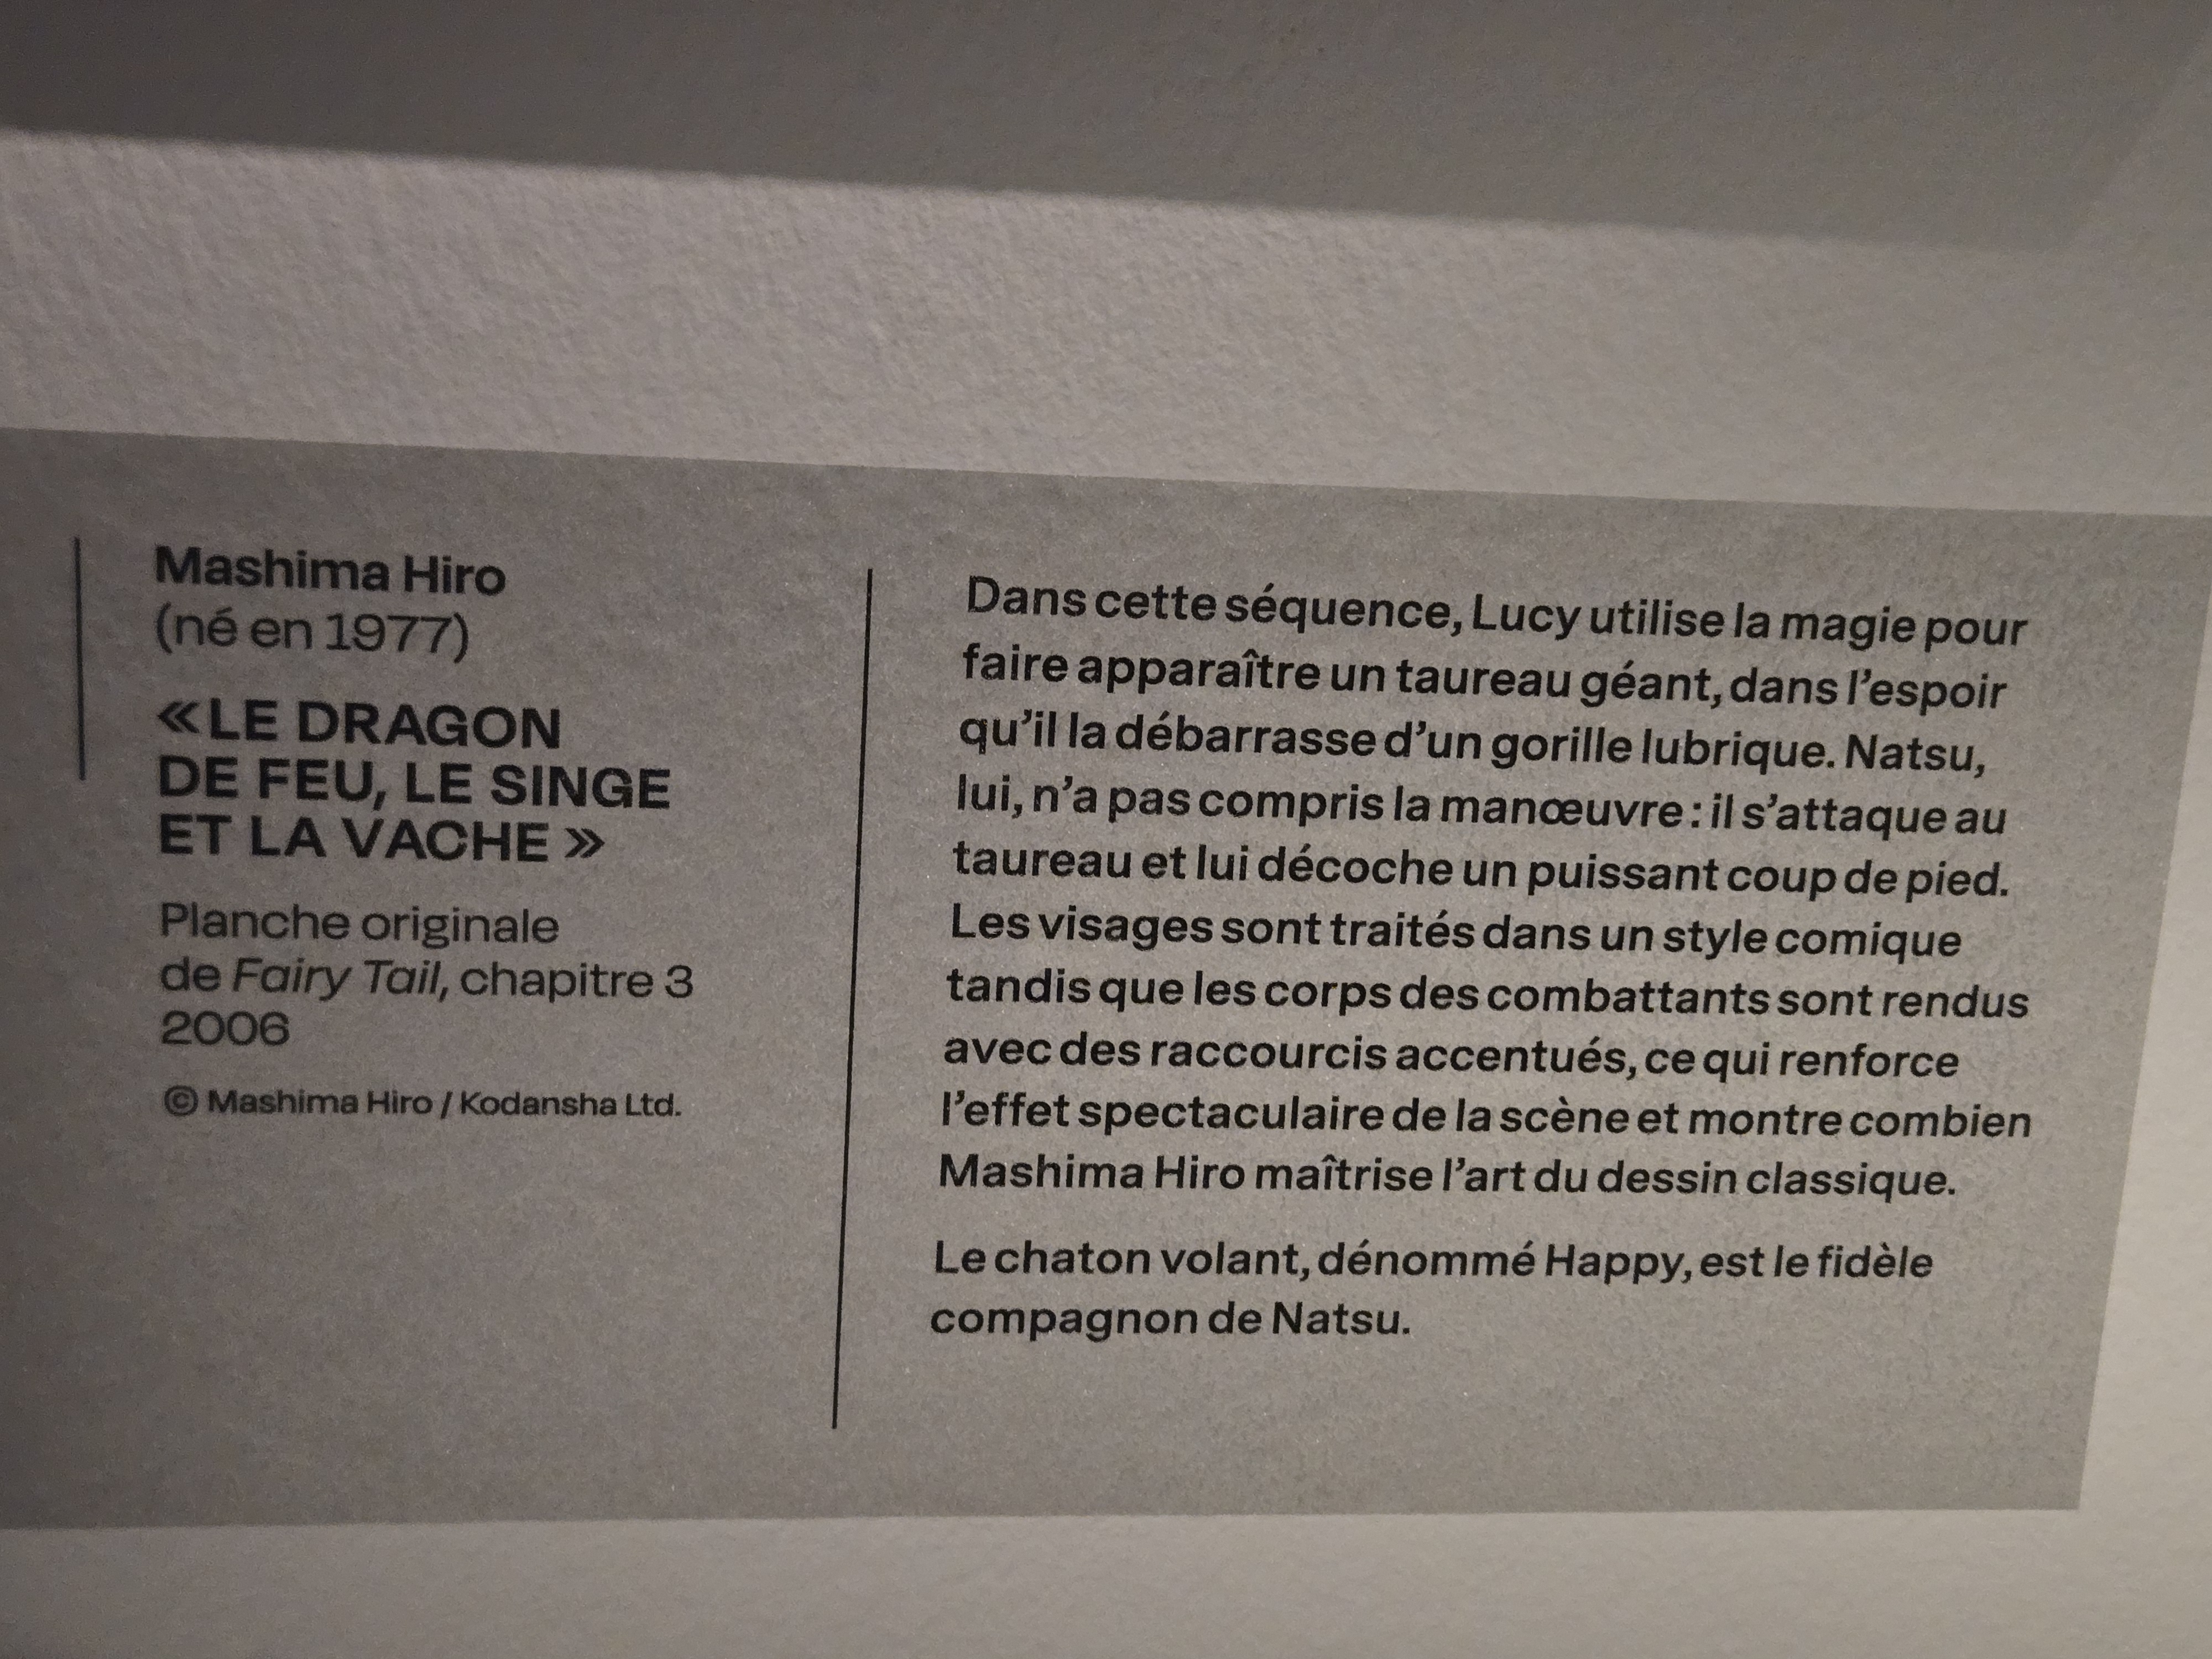 Mashima Hiro
(né en 1977)
«LE DRAGON
DE FEU, LE SINGE
ET LA VACHE »
Planche originale
de Fairy Tail, chapitre 3
2006
© Mashima Hiro / Kodansha Ltd.
Dans cette séquence, Lucy utilise la magie pour
faire apparaître un taureau géant, dans l’espoir
qu’il la débarrasse d’un gorille lubrique. Natsu,
lui, n’a pas compris la manœuvre : il s’attaque au
taureau et lui décoche un puissant coup de pied.
Les visages sont traités dans un style comique
tandis que les corps des combattants sont rendus
avec des raccourcis accentués, ce qui renforce
l’effet spectaculaire de la scène et montre combien
Mashima Hiro maîtrise l’art du dessin classique.
Le chaton volant, dénommé Happy, est le fidèle
compagnon de Natsu.